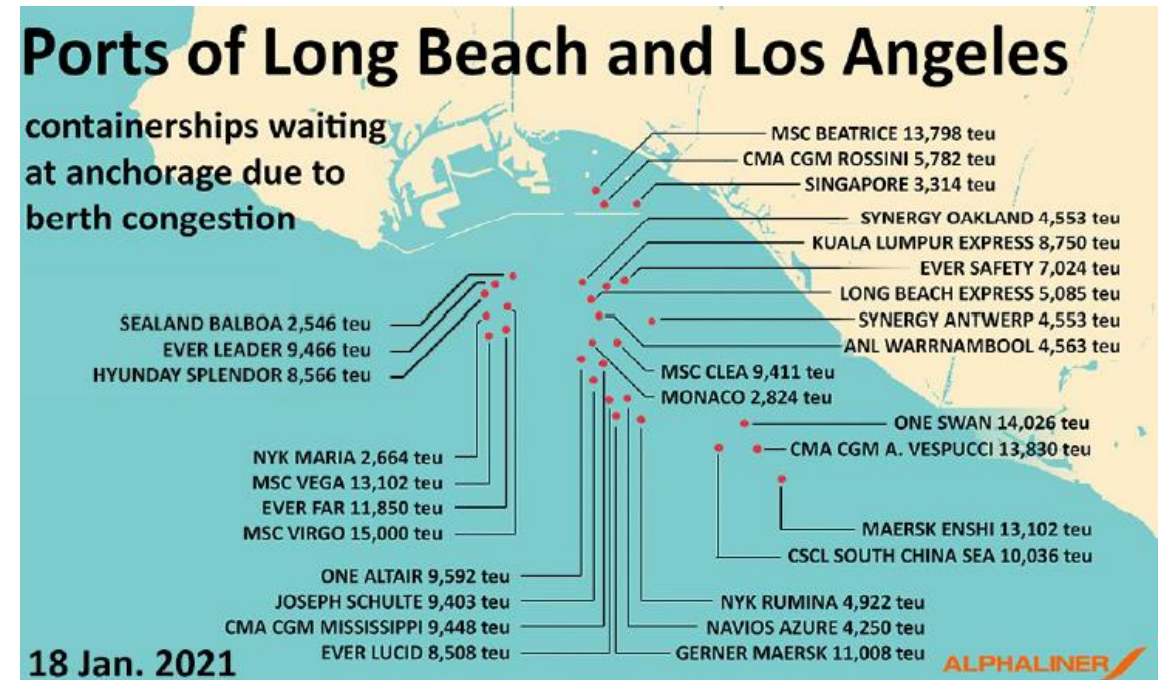 Ports of Long Beach and Los Angeles
containerships waiting
at anchorage due to
berth congestion
MSC BEATRICE 13,798 teu
CMA CGM ROSSINI 5,782 teu
SINGAPORE 3,314 teu
SYNERGY OAKLAND 4,553 teu
KUALA LUMPUR EXPRESS 8,750 teu
EVER SAFETY 7,024 teu
LONG BEACH EXPRESS 5,085 teu
SYNERGY ANTWERP 4,553 teu
ANL WARRNAMBOOL 4,563 teu
SEALAND BALBOA 2,546 teu
EVER LEADER 9,466 teu
HYUNDAY SPLENDOR 8,566 teu
MSC CLEA 9,411 teu
MONACO 2,824 teu
ONE SWAN 14,026 teu
CMA CGM A. VESPUCCI 13,830 teu
NYK MARIA 2,664 teu
MSC VEGA 13,102 teu
EVER FAR 11,850 teu
MSC VIRGO 15,000 teu
MAERSK ENSHI 13,102 teu
CSCL SOUTH CHINA SEA 10,036 teu
ONE ALTAIR 9,592 teu
JOSEPH SCHULTE 9,403 teu
CMA CGM MISSISSIPPI 9,448 teu
EVER LUCID 8,508 teu
NYK RUMINA 4,922 teu
NAVIOS AZURE 4,250 teu
GERNER MAERSK 11,008 teu
18 Jan. 2021
ALPHALINER